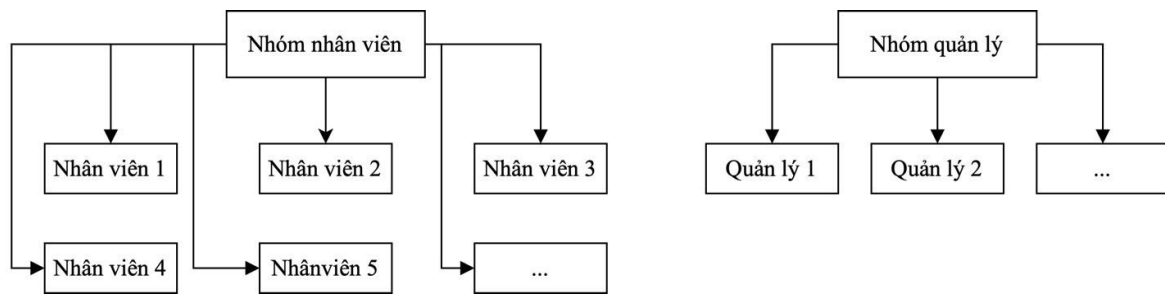 Nhóm nhân viên
Nhóm quản lý
Nhân viên 1
Nhân viên 2
Nhân viên 3
Quản lý 1
Quản lý 2
...
Nhân viên 4
Nhânviên 5
...